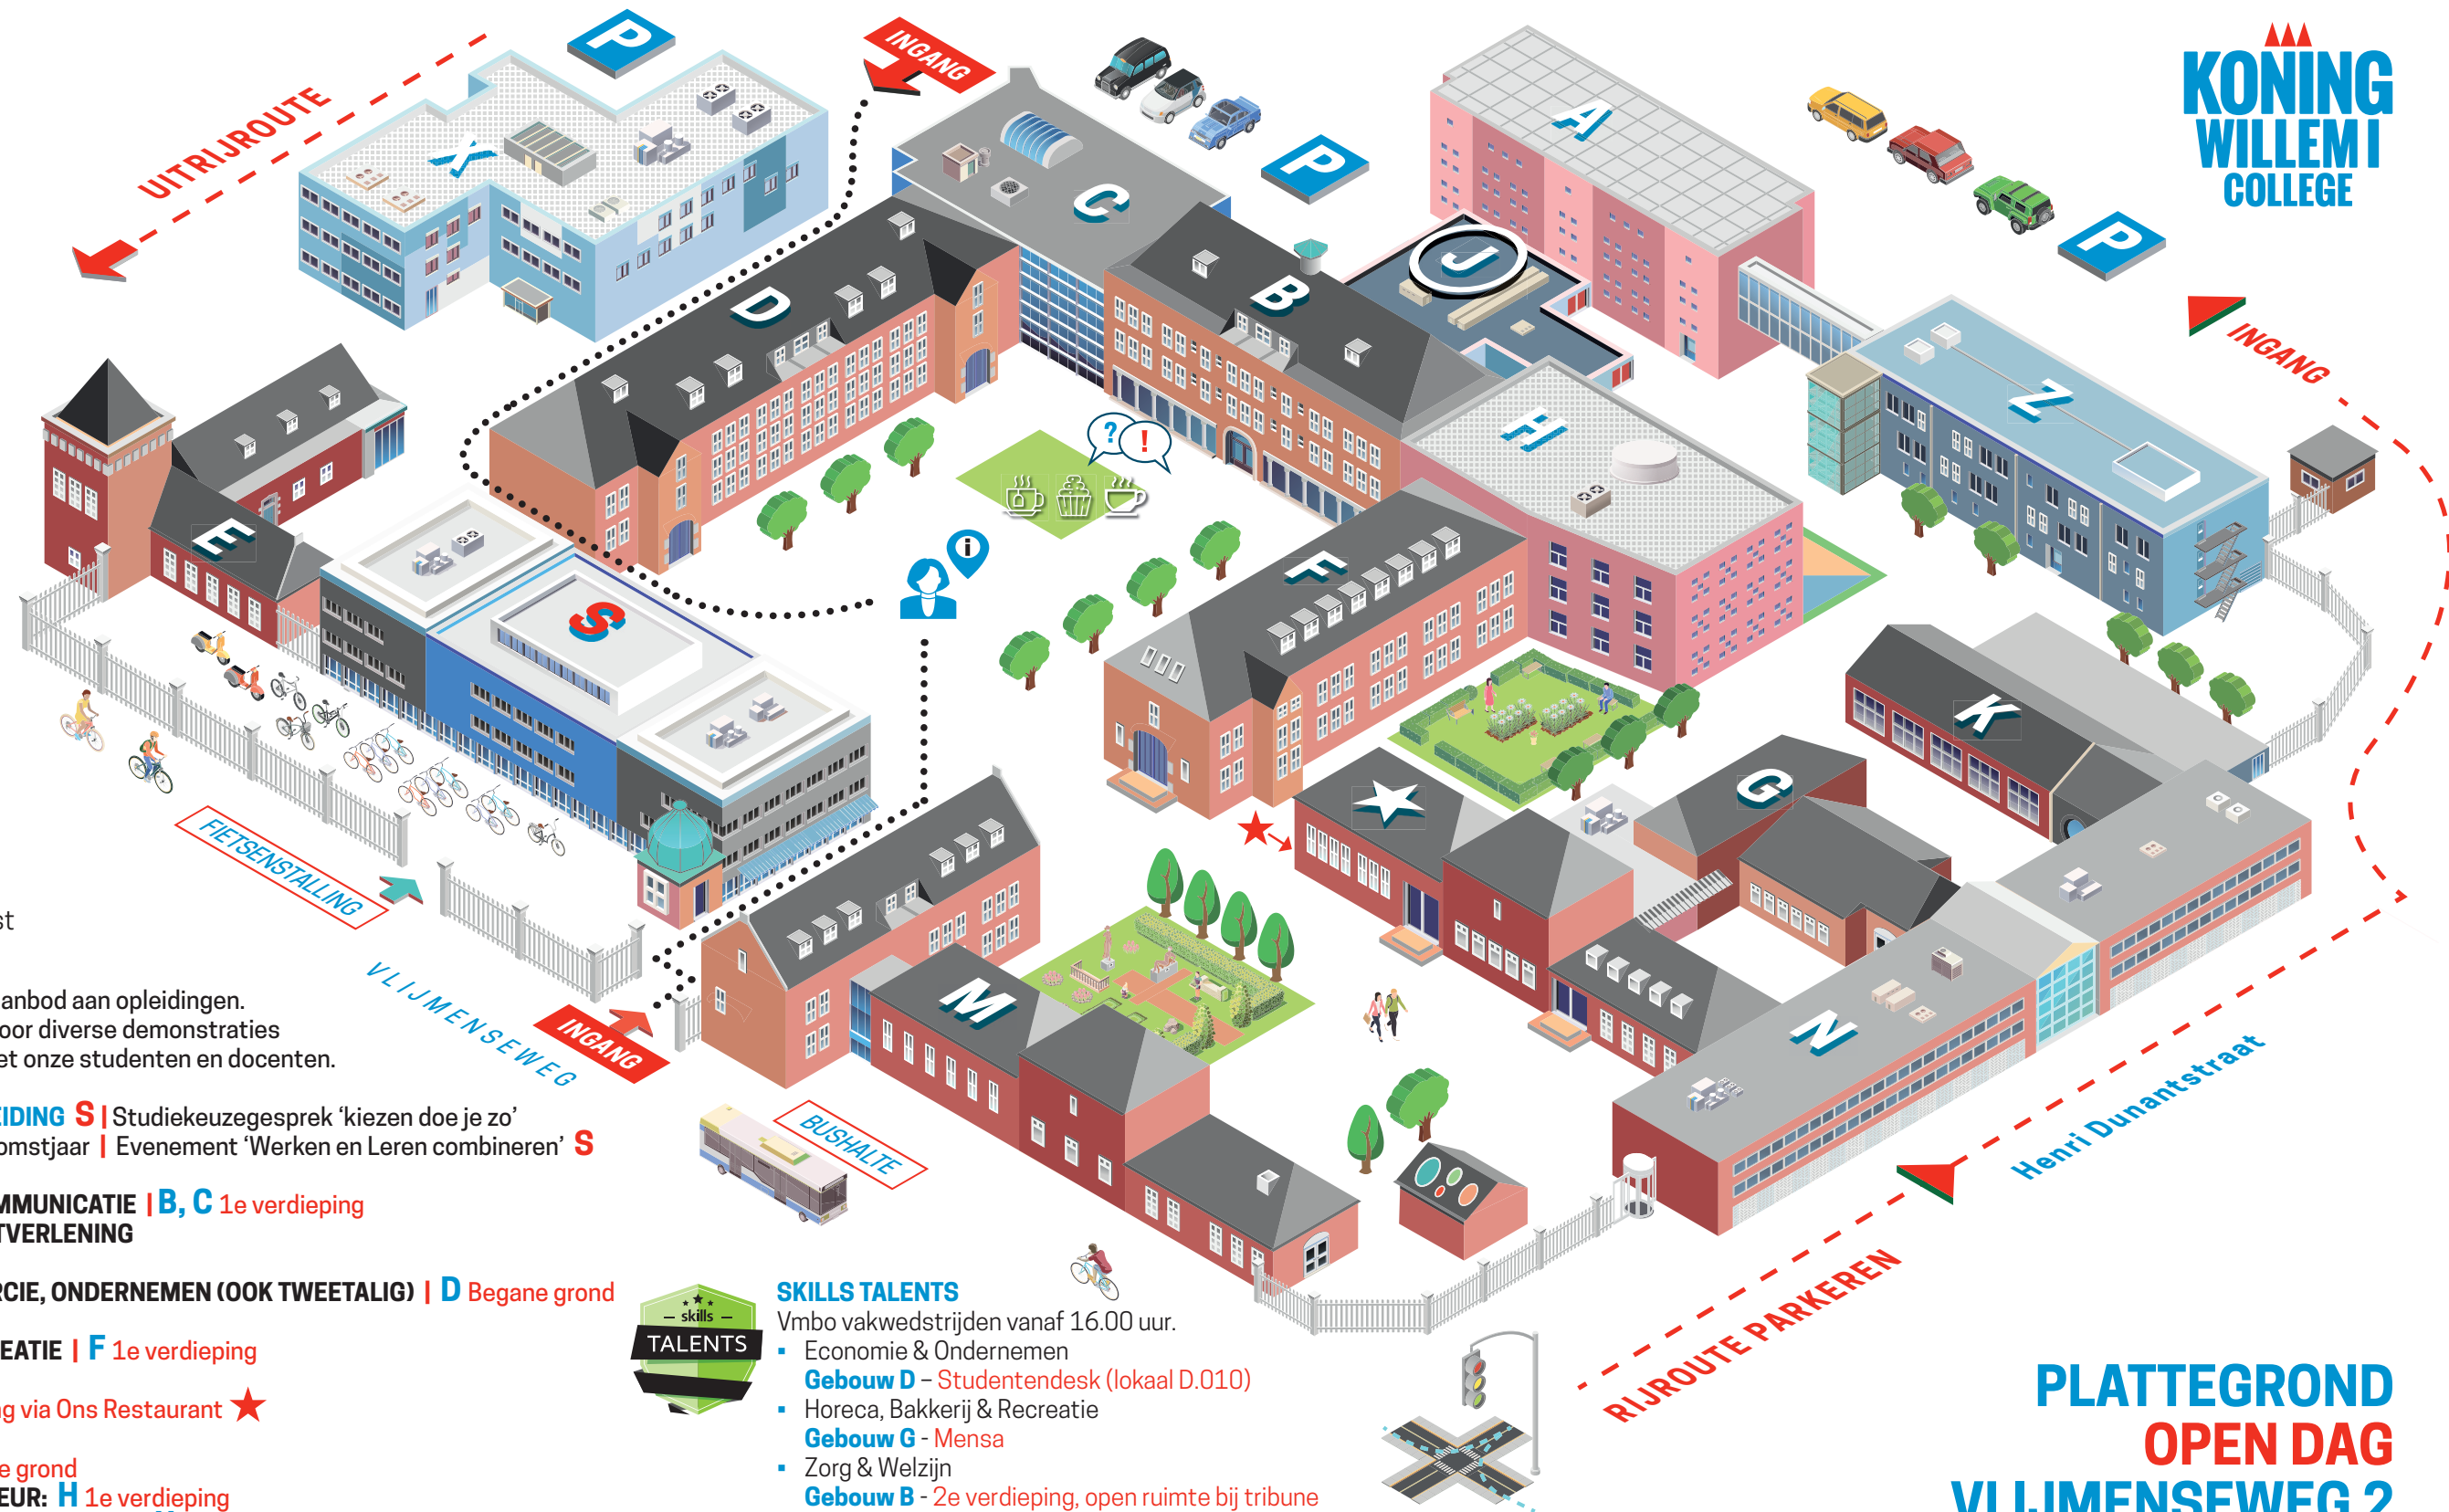 UITRIJROUTE
P
INGANG
P
P
KONING
WILLEM I
COLLEGE
INGANG
X
C
A
J
D
B
Z
H
? !
i
E
S
F
K
G
M
N
FIETSENSTALLING
VLIJMENSEWEG
INGANG
BUSHALTE
Henri Dunantstraat
RIJROUTE PARKEREN
st
anbod aan opleidingen.
oor diverse demonstraties
et onze studenten en docenten.
EIDING S | Studiekeuzegesprek ‘kiezen doe je zo’
omstjaar | Evenement ‘Werken en Leren combineren’ S
MMUNICATIE | B, C 1e verdieping
TVERLENING
RCIE, ONDERNEMEN (OOK TWEETALIG) | D Begane grond
EATIE | F 1e verdieping
g via Ons Restaurant ★
e grond
EUR: H 1e verdieping
skills
TALENTS
SKILLS TALENTS
Vmbo vakwedstrijden vanaf 16.00 uur.
▪ Economie & Ondernemen
Gebouw D – Studentendesk (lokaal D.010)
▪ Horeca, Bakkerij & Recreatie
Gebouw G - Mensa
▪ Zorg & Welzijn
Gebouw B - 2e verdieping, open ruimte bij tribune
PLATTEGROND
OPEN DAG
VLIJMENSEWEG 2